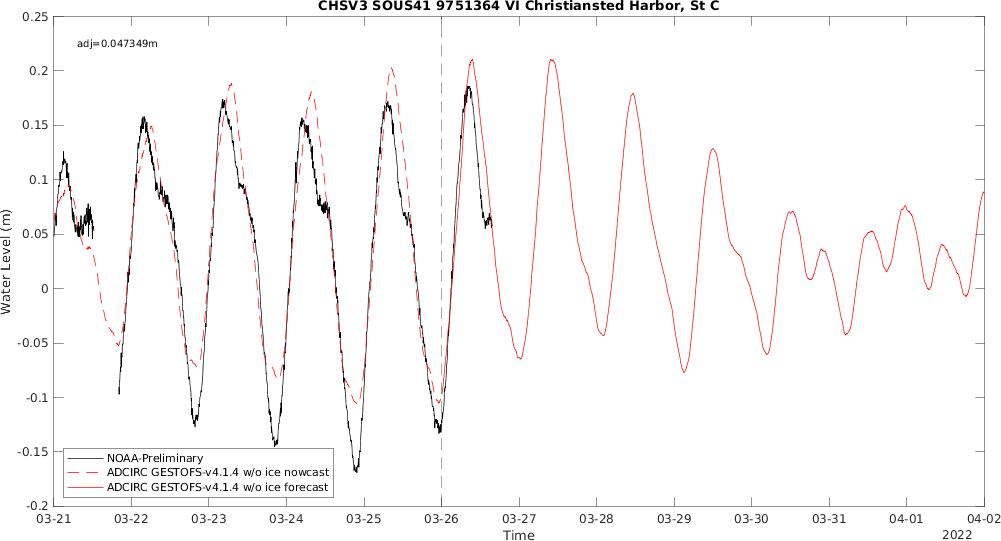 CHSV3 SOUS41 9751364 VI Christiansted Harbor, St C
adj=0.047349m
0.25
0.2
0.15
0.1
0.05
0
-0.05
-0.1
-0.15
-0.2
Water Level (m)
NOAA-Preliminary
ADCIRC GESTOFS-v4.1.4 w/o ice nowcast
ADCIRC GESTOFS-v4.1.4 w/o ice forecast
03-21 03-22 03-23 03-24 03-25 03-26 03-27 03-28 03-29 03-30 03-31 04-01 04-02
Time
2022